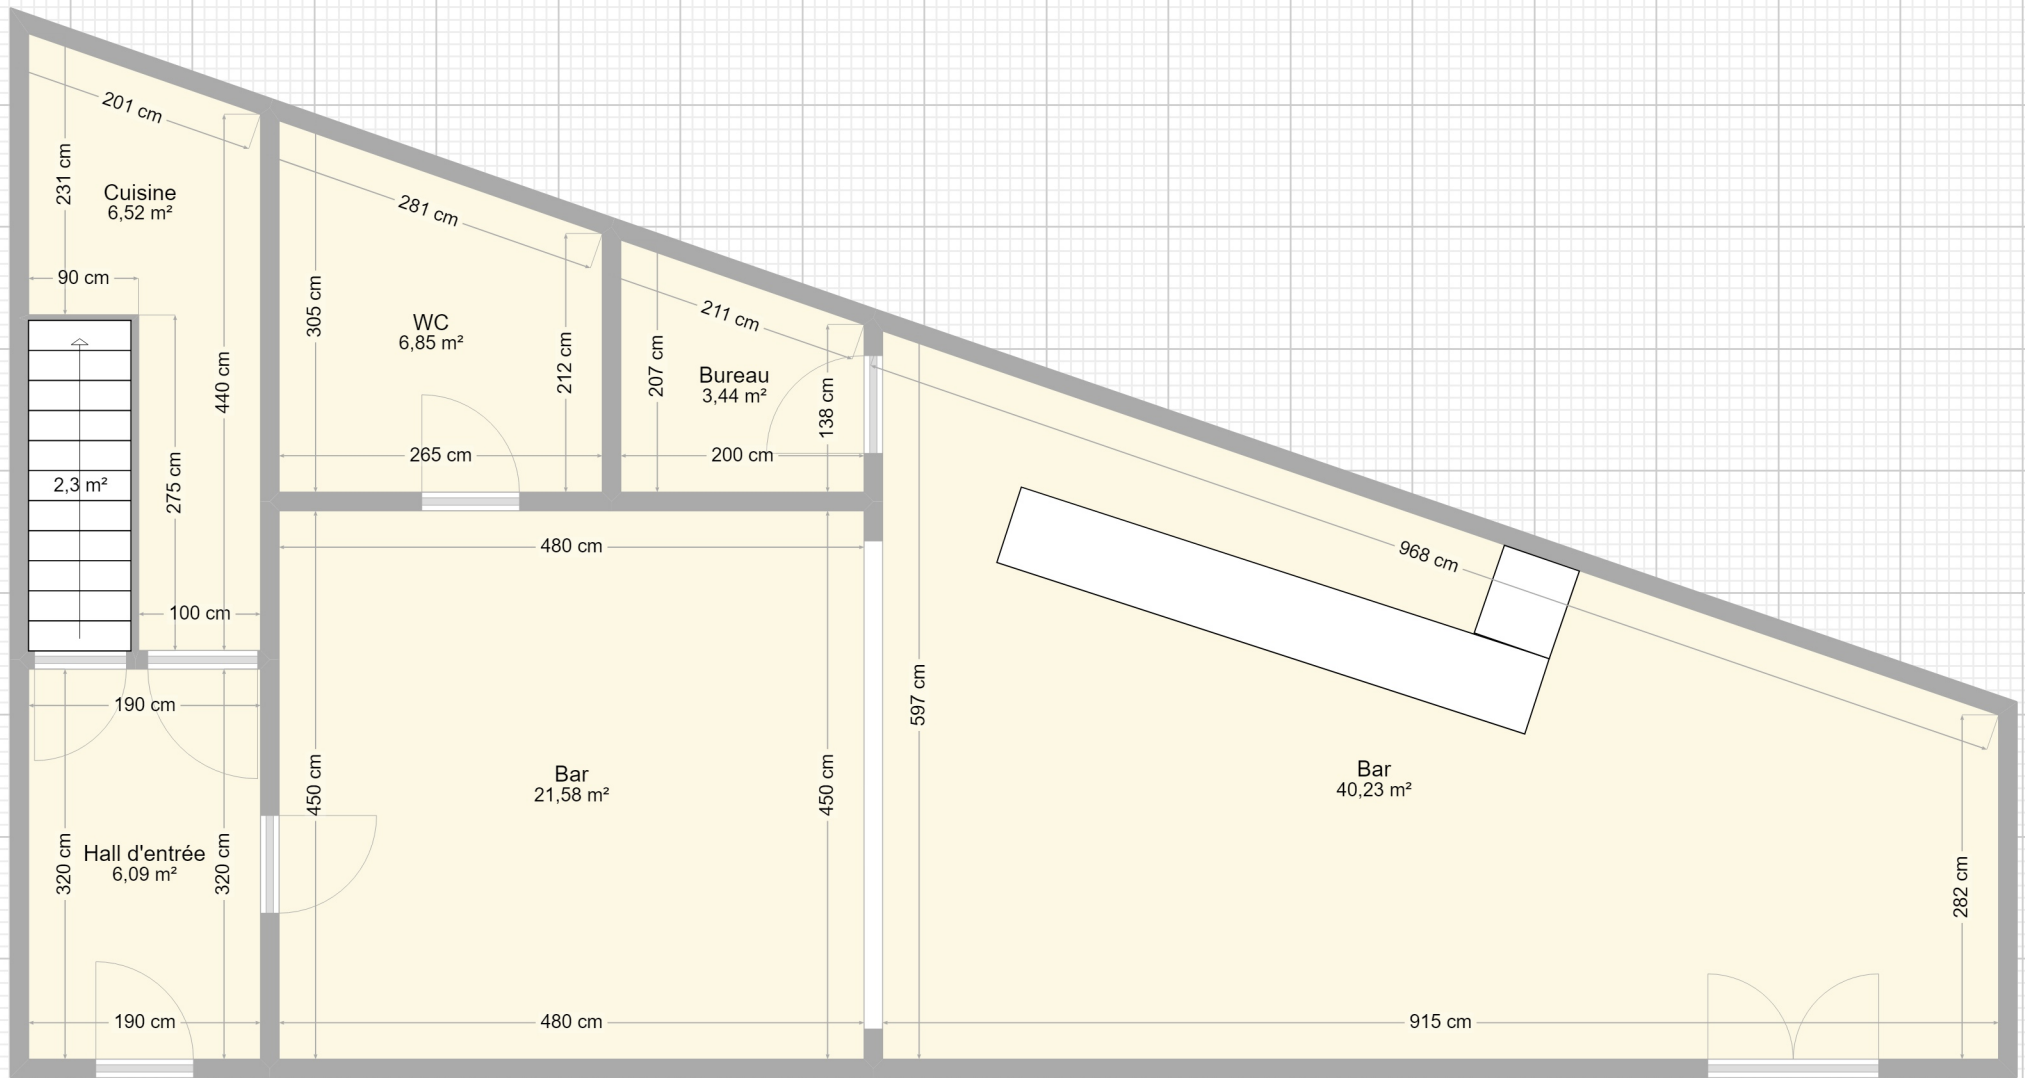 201 cm
231 cm
Cuisine
6,52 m²
90 cm
440 cm
275 cm
2,3 m²
100 cm
281 cm
305 cm
WC
6,85 m²
212 cm
265 cm
211 cm
207 cm
Bureau
3,44 m²
138 cm
200 cm
968 cm
480 cm
597 cm
190 cm
450 cm
450 cm
Bar
21,58 m²
Bar
40,23 m²
320 cm
Hall d'entrée
6,09 m²
320 cm
282 cm
190 cm
480 cm
915 cm